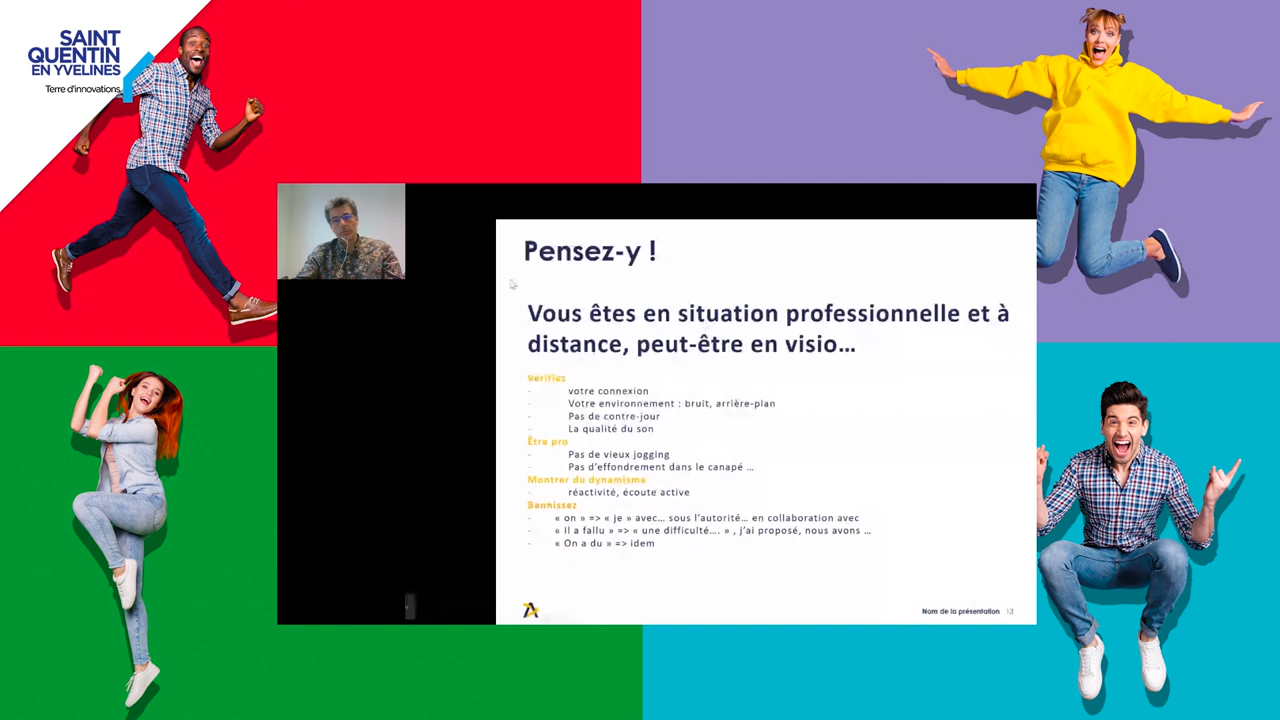 SAINT
QUENTIN
EN YVELINES
Terre d'innovations
Pensez-y !
Vous êtes en situation professionnelle et à
distance, peut-être en visio...
Vérifiez
- votre connexion
- Votre environnement : bruit, arrière-plan
- Pas de contre-jour
- La qualité du son
Être pro
- Pas de vieux jogging
- Pas d'effondrement dans le canapé ...
Montrer du dynamisme
- réactivité, écoute active
Bannissez
- « on » => « je » avec... sous l'autorité... en collaboration avec
- « il a fallu » => « une difficulté.... » , j'ai proposé, nous avons ...
- « On a du » => idem
Nom de la présentation 13